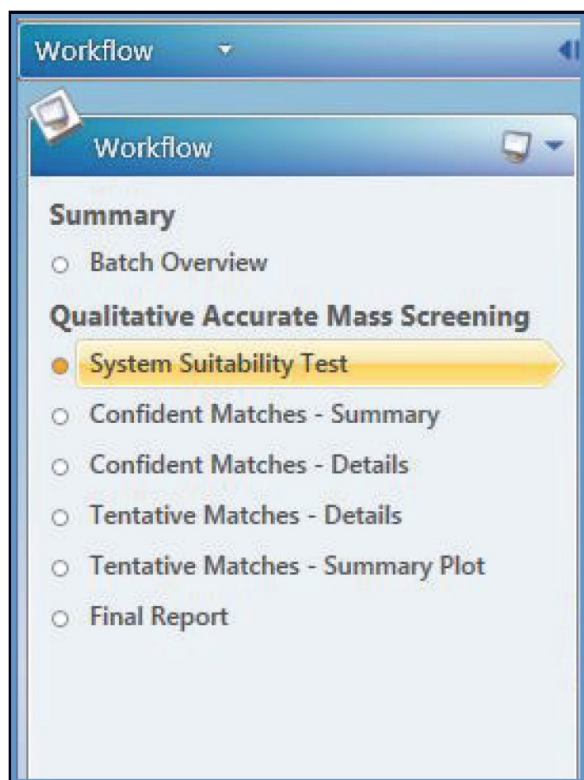 Workflow
Workflow
Summary
Batch Overview
Qualitative Accurate Mass Screening
System Suitability Test
Confident Matches - Summary
Confident Matches - Details
Tentative Matches - Details
Tentative Matches - Summary Plot
Final Report